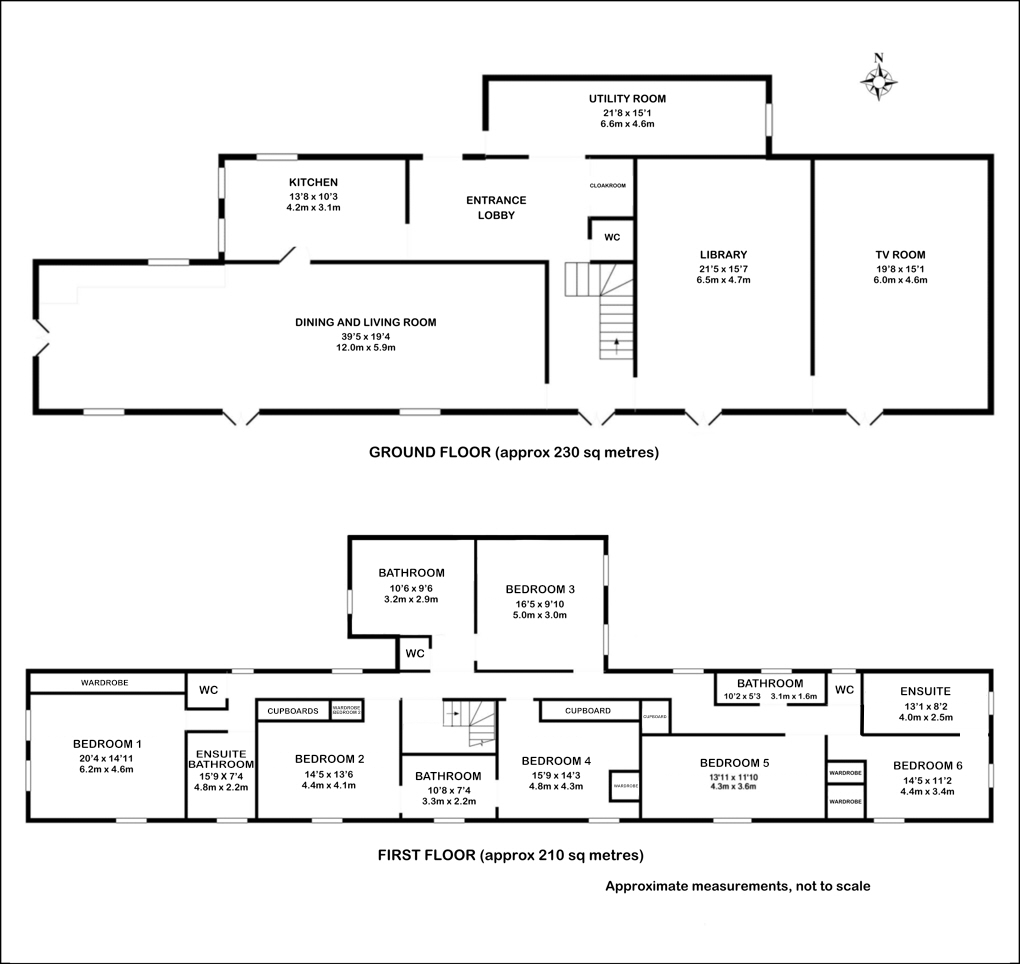 N
UTILITY ROOM
21'8 x 15'1
6.6m x 4.6m
KITCHEN
13'8 x 10'3
4.2m x 3.1m
ENTRANCE
LOBBY
CLOAKROOM
WC
LIBRARY
21'5 x 15'7
6.5m x 4.7m
TV ROOM
19'8 x 15'1
6.0m x 4.6m
DINING AND LIVING ROOM
39'5 x 19'4
12.0m x 5.9m
GROUND FLOOR (approx 230 sq metres)
BATHROOM
10'6 x 9'6
3.2m x 2.9m
BEDROOM 3
16'5 x 9'10
5.0m x 3.0m
WC
WARDROBE
WC
BEDROOM 1
20'4 x 14'11
6.2m x 4.6m
ENSUITE
BATHROOM
15'9 X 7'4
4.8m x 2.2m
CUPBOARDS
WARDROBE
BEDROOM 2
BEDROOM 2
14'5 x 13'6
4.4m x 4.1m
BATHROOM
10'8 x 7'4
3.3m x 2.2m
CUPBOARD
CUPBOARD
BEDROOM 4
15'9 x 14'3
4.8m x 4.3m
WARDROBE
BATHROOM
10'2 x 5'3 3.1m x 1.6m
WC
ENSUITE
13'1 x 8'2
4.0m x 2.5m
BEDROOM 5
13'11 x 11'10
4.3m x 3.6m
WARDROBE
WARDROBE
BEDROOM 6
14'5 x 11'2
4.4m x 3.4m
FIRST FLOOR (approx 210 sq metres)
Approximate measurements, not to scale